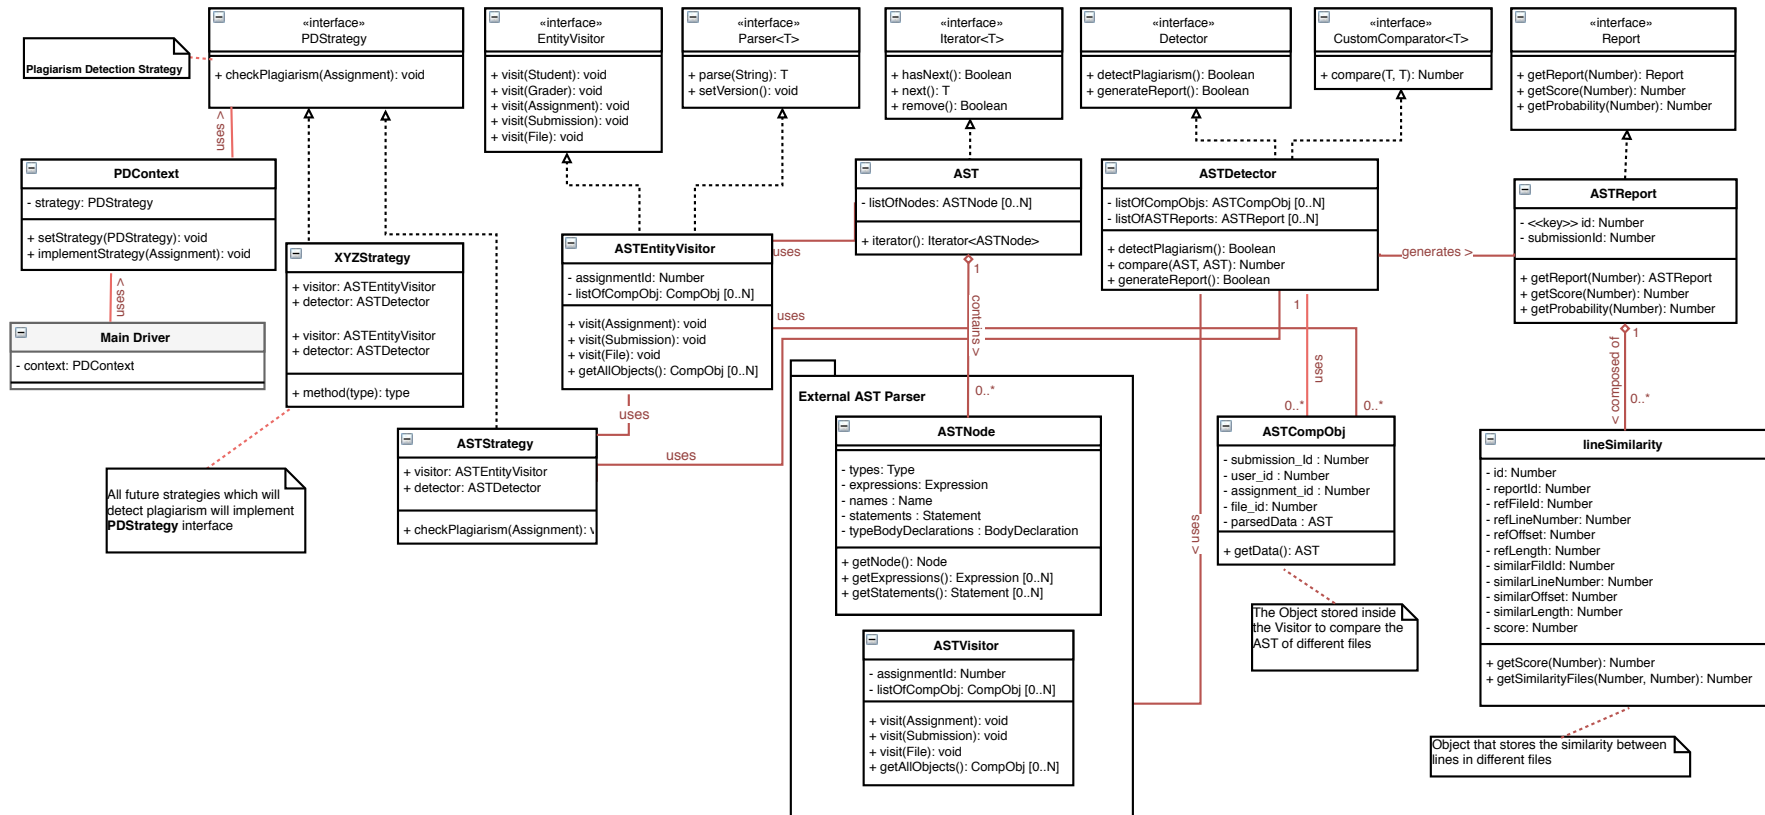 «interface»
PDStrategy
+ checkPlagiarism(Assignment): void
Plagiarism Detection Strategy
«interface»
EntityVisitor
+ visit(Student): void
+ visit(Grader): void
+ visit(Assignment): void
+ visit(Submission): void
+ visit(File): void
«interface»
Parser<T>
+ parse(String): T
+ setVersion(): void
«interface»
Iterator<T>
+ hasNext(): Boolean
+ next(): T
+ remove(): Boolean
«interface»
Detector
+ detectPlagiarism(): Boolean
+ generateReport(): Boolean
«interface»
CustomComparator<T>
+ compare(T, T): Number
«interface»
Report
+ getReport(Number): Report
+ getScore(Number): Number
+ getProbability(Number): Number
uses >
PDContext
- strategy: PDStrategy
+ setStrategy(PDStrategy): void
+ implementStrategy(Assignment): void
uses >
Main Driver
- context: PDContext
XYZStrategy
+ visitor: ASTEntityVisitor
+ detector: ASTDetector
+ visitor: ASTEntityVisitor
+ detector: ASTDetector
+ method(type): type
All future strategies which will
detect plagiarism will implement
PDStrategy interface
ASTStrategy
+ visitor: ASTEntityVisitor
+ detector: ASTDetector
+ checkPlagiarism(Assignment): v
uses
uses
ASTEntityVisitor
- assignmentId: Number
- listOfCompObj: CompObj [0..N]
+ visit(Assignment): void
+ visit(Submission): void
+ visit(File): void
+ getAllObjects(): CompObj [0..N]
uses
uses
AST
- listOfNodes: ASTNode [0..N]
+ iterator(): Iterator<ASTNode>
1
contains >
0..*
External AST Parser
ASTNode
- types: Type
- expressions: Expression
- names : Name
- statements : Statement
- typeBodyDeclarations : BodyDeclaration
+ getNode(): Node
+ getExpressions(): Expression [0..N]
+ getStatements(): Statement [0..N]
ASTVisitor
- assignmentId: Number
- listOfCompObj: CompObj [0..N]
+ visit(Assignment): void
+ visit(Submission): void
+ visit(File): void
+ getAllObjects(): CompObj [0..N]
ASTDetector
- listOfCompObjs: ASTCompObj [0..N]
- listOfASTReports: ASTReport [0..N]
+ detectPlagiarism(): Boolean
+ compare(AST, AST): Number
+ generateReport(): Boolean
generates >
1
uses
0..*
0..*
< uses
ASTCompObj
- submission_Id : Number
- user_id : Number
- assignment_id : Number
- file_id: Number
- parsedData : AST
+ getData(): AST
The Object stored inside
the Visitor to compare the
AST of different files
ASTReport
- <<key>> id: Number
- submissionId: Number
+ getReport(Number): ASTReport
+ getScore(Number): Number
+ getProbability(Number): Number
1
< composed of
0..*
lineSimilarity
- id: Number
- reportId: Number
- refFileId: Number
- refLineNumber: Number
- refOffset: Number
- refLength: Number
- similarFildId: Number
- similarLineNumber: Number
- similarOffset: Number
- similarLength: Number
- score: Number
+ getScore(Number): Number
+ getSimilarityFiles(Number, Number): Number
Object that stores the similarity between
lines in different files